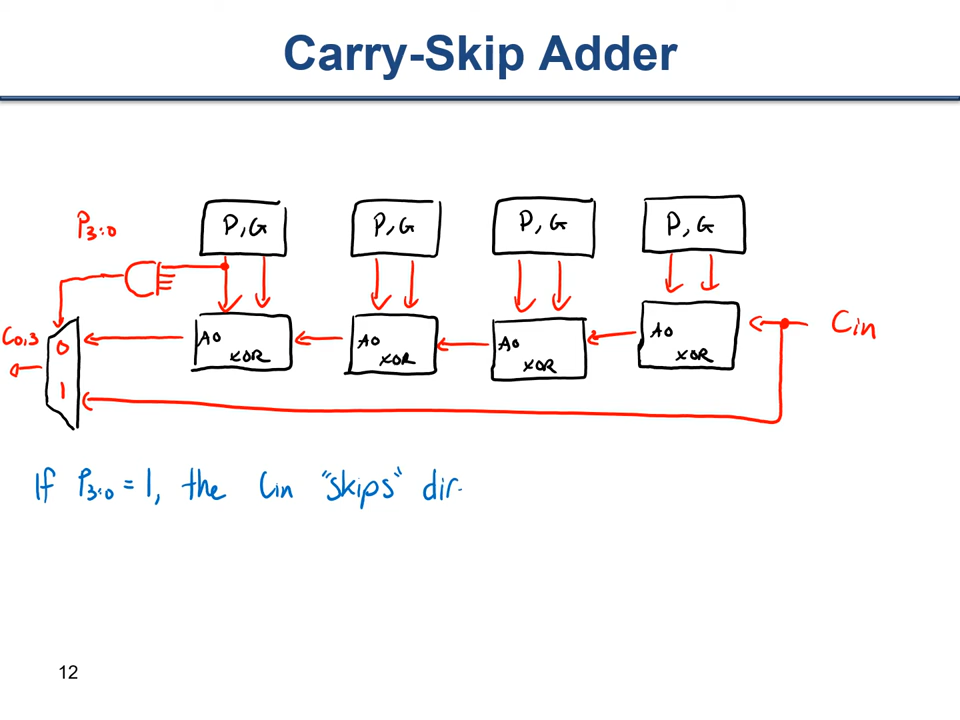 Carry-Skip Adder
P3:0
P,G
P,G
P,G
P,G
Co,3
0
1
AO
XOR
AO
XOR
AO
XOR
AO
XOR
Cin
If P3:0 = 1, the Cin "skips" dir
12